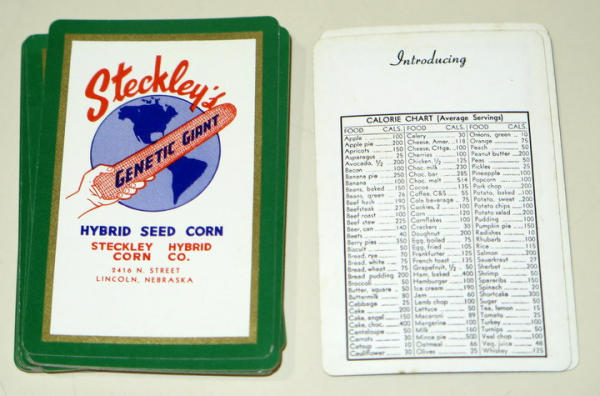 Steckley's
GENETIC GIANT
HYBRID SEED CORN
STECKLEY HYBRID
CORN CO.
2416 N. STREET
LINCOLN, NEBRASKA
Introducing
CALORIE CHART (Average Servings)
FOOD CALS. FOOD CALS. FOOD CALS.
Apple 100 Celery 30 Onions, green 10
Apple pie 200 Cheese, Amer. 118 Orange 75
Apricots 150 Cheese, Cttge. 100 Peach 50
Asparagus 25 Cherries 100 Peanut butter 200
Avocado, ½ 200 Chicken, ½ 125 Peas 50
Bacon 100 Choc. milk 230 Pickles 25
Banana pie 250 Choc. bar 285 Pineapple 100
Banana 100 Choc. malt 514 Popcorn 100
Beans, baked 150 Cocoa 135 Pork chop 200
Beans, green 26 Coffee, C&S 55 Potato, baked 100
Beef hash 190 Cola beverage 75 Potato, sweet 200
Beefsteak 275 Cookies, 2 100 Potato chips 100
Beef roast 100 Corn 120 Potato salad 200
Beef stew 200 Cornflakes 100 Pudding 100
Beer, can 140 Crackers 30 Pumpkin pie 150
Beets 40 Doughnut 200 Radishes 10
Berry pies 350 Egg, boiled 75 Rhubarb 100
Biscuit 50 Egg, fried 105 Rice 115
Bread, rye 70 Frankfurter 125 Salmon 200
Bread, white 75 French toast 135 Sauerkraut 27
Bread, wheat 75 Grapefruit, ½ 50 Sherbet 200
Bread pudding 200 Ham, baked 400 Shrimp 50
Broccoli 50 Hamburger 100 Spareribs 150
Butter, square 50 Ice cream 190 Spinach 20
Buttermilk 80 Jam 60 Shortcake 300
Cabbage 25 Lamb chop 100 Sugar 50
Cake 200 Lettuce 50 Tea, lemon 15
Cake, angel 150 Macaroni 89 Tomato 25
Cake, choc. 400 Margerine 100 Turkey 100
Cantaloupe 50 Milk 160 Turnips 50
Carrots 30 Mince pie 500 Veal chop 100
Catsup 10 Oatmeal 66 Veg. juice 48
Cauliflower 30 Olives 35 Whiskey 125